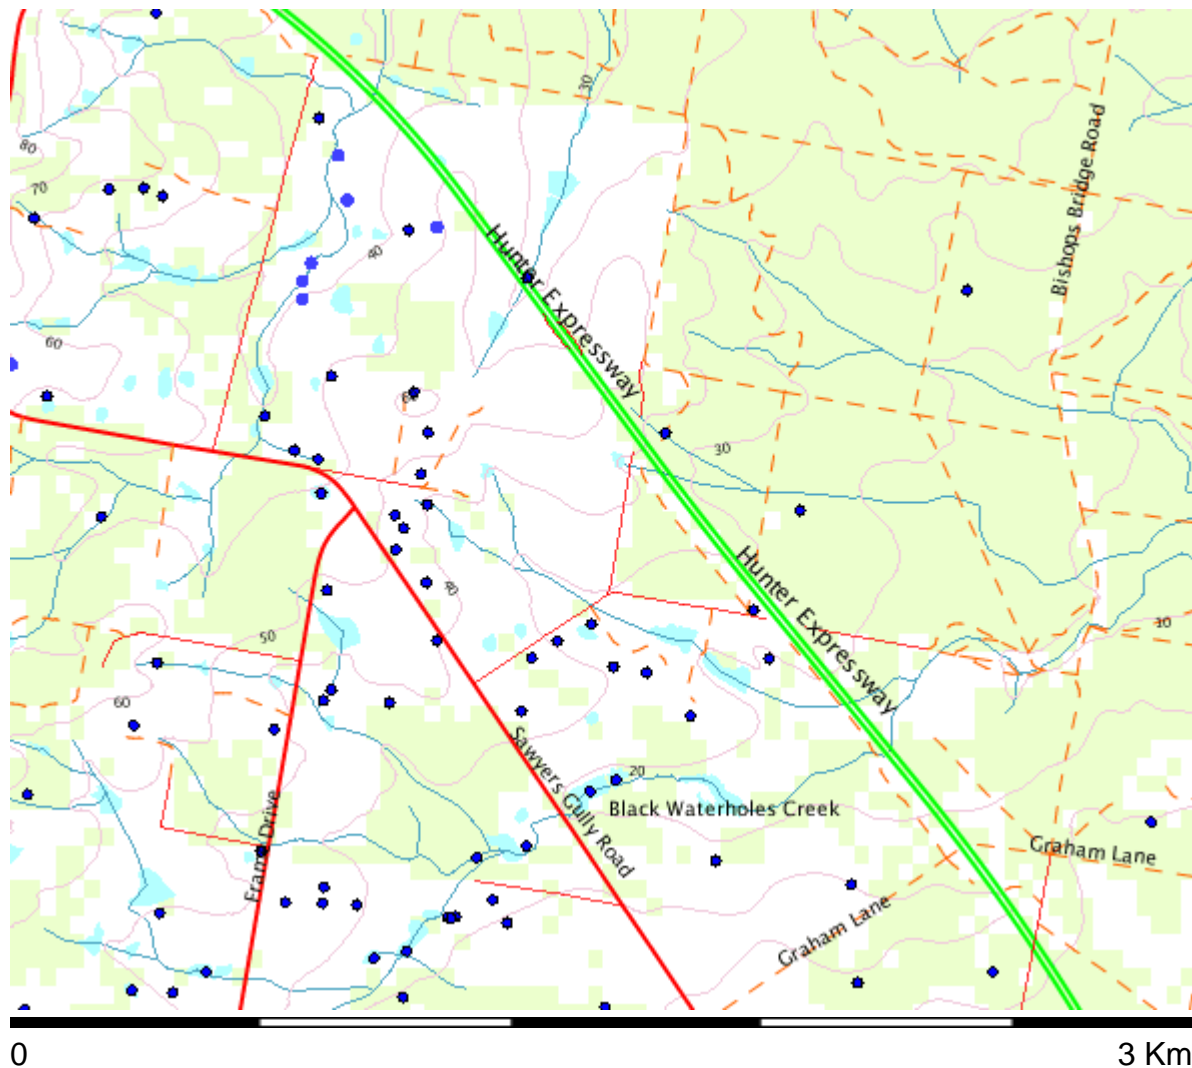 30
80
70
Bishops Bridge Road
Hunter Expressway
40
60
60
30
40
50
10
Hunter Expressway
60
Sawyers Gully Road
20
Black Waterholes Creek
Frame Drive
Graham Lane
Graham Lane
0
3 Km